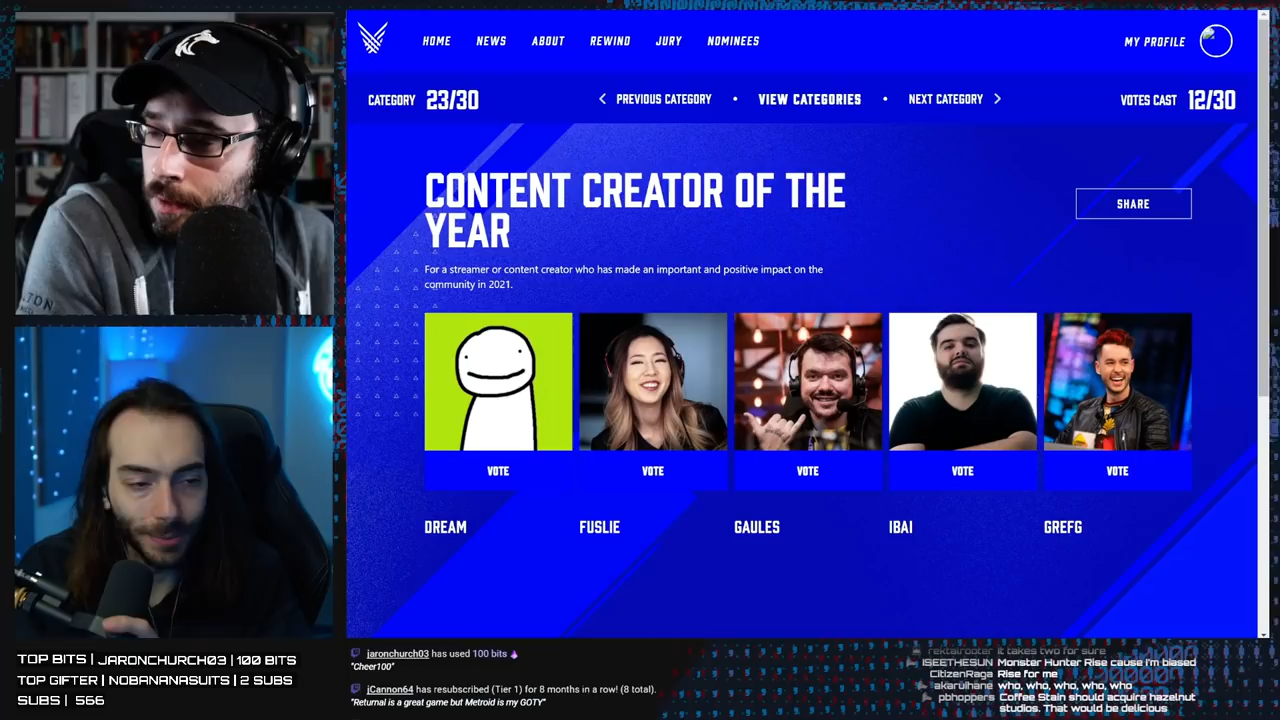 HOME NEWS ABOUT REWIND JURY NOMINEES MY PROFILE
CATEGORY 23/30 PREVIOUS CATEGORY • VIEW CATEGORIES • NEXT CATEGORY VOTES CAST 12/30
CONTENT CREATOR OF THE
YEAR
SHARE
For a streamer or content creator who has made an important and positive impact on the
community in 2021.
VOTE VOTE VOTE VOTE VOTE
DREAM FUSLIE GAULES IBAI GREFG
TOP BITS | JARONCHURCH03 | 100 BITS
TOP GIFTER | NOBANANASUITS | 2 SUBS
SUBS | 566
jaronchurch03 has used 100 bits
"Cheer100"
jCannon64 has resubscribed (Tier 1) for 8 months in a row! (8 total).
"Returnal is a great game but Metroid is my GOTY"
rektalrooter it takes two for sure
ISEETHESUN Monster Hunter Rise cause I'm biased
CitizenRaga Rise for me
akarulhane who, who, who, who, who
pbhoppers Coffee Stain should acquire hazelnut
studios. That would be delicious